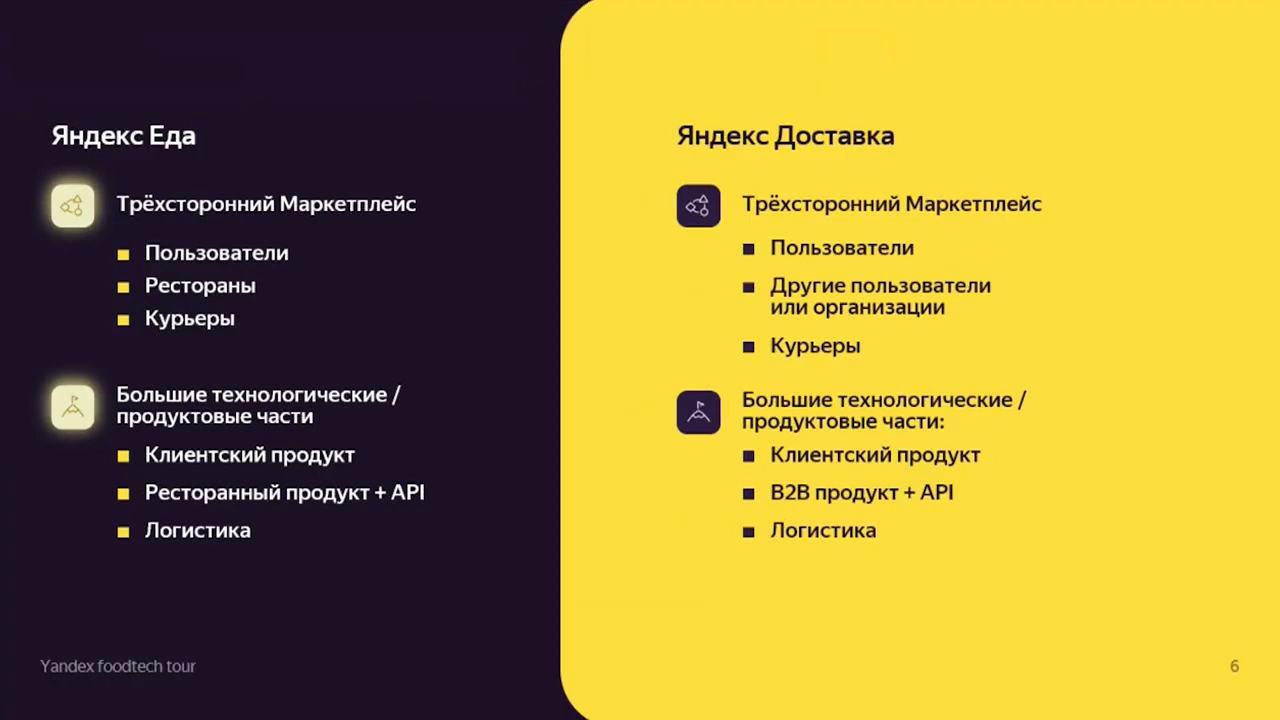 Яндекс Еда
Трёхсторонний Маркетплейс
Пользователи
Рестораны
Курьеры
Большие технологические /
продуктовые части
Клиентский продукт
Ресторанный продукт + API
Логистика
Яндекс Доставка
Трёхсторонний Маркетплейс
Пользователи
Другие пользователи
или организации
Курьеры
Большие технологические /
продуктовые части:
Клиентский продукт
B2B продукт + API
Логистика
Yandex foodtech tour
6